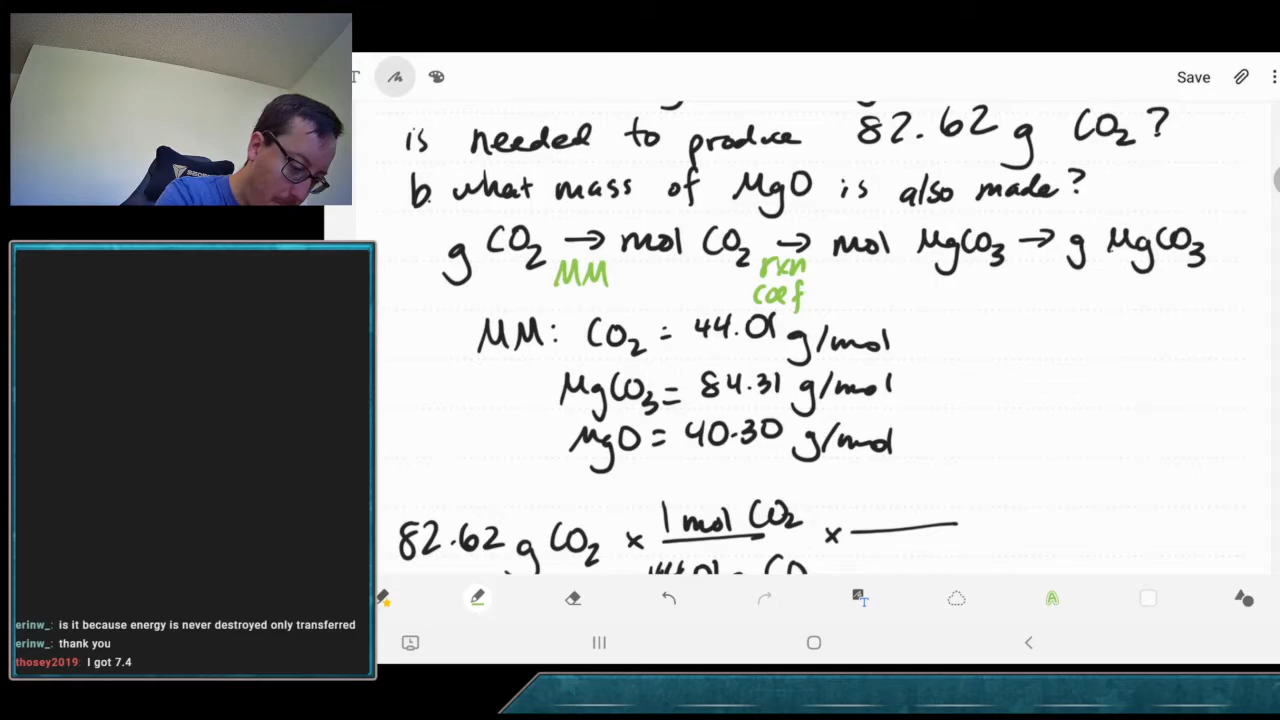 Save
is needed to produce 82.62 g CO2?
b. what mass of MgO is also made?
g CO2 → mol CO2 → mol MgCO3 → g MgCO3
MM rxn
coef
MM: CO2 = 44.01 g/mol
MgCO3 = 84.31 g/mol
MgO = 40.30 g/mol
82.62 g CO2 × 1 mol CO2 ×
erinw_: is it because energy is never destroyed only transferred
erinw_: thank you
thosey2019: I got 7.4